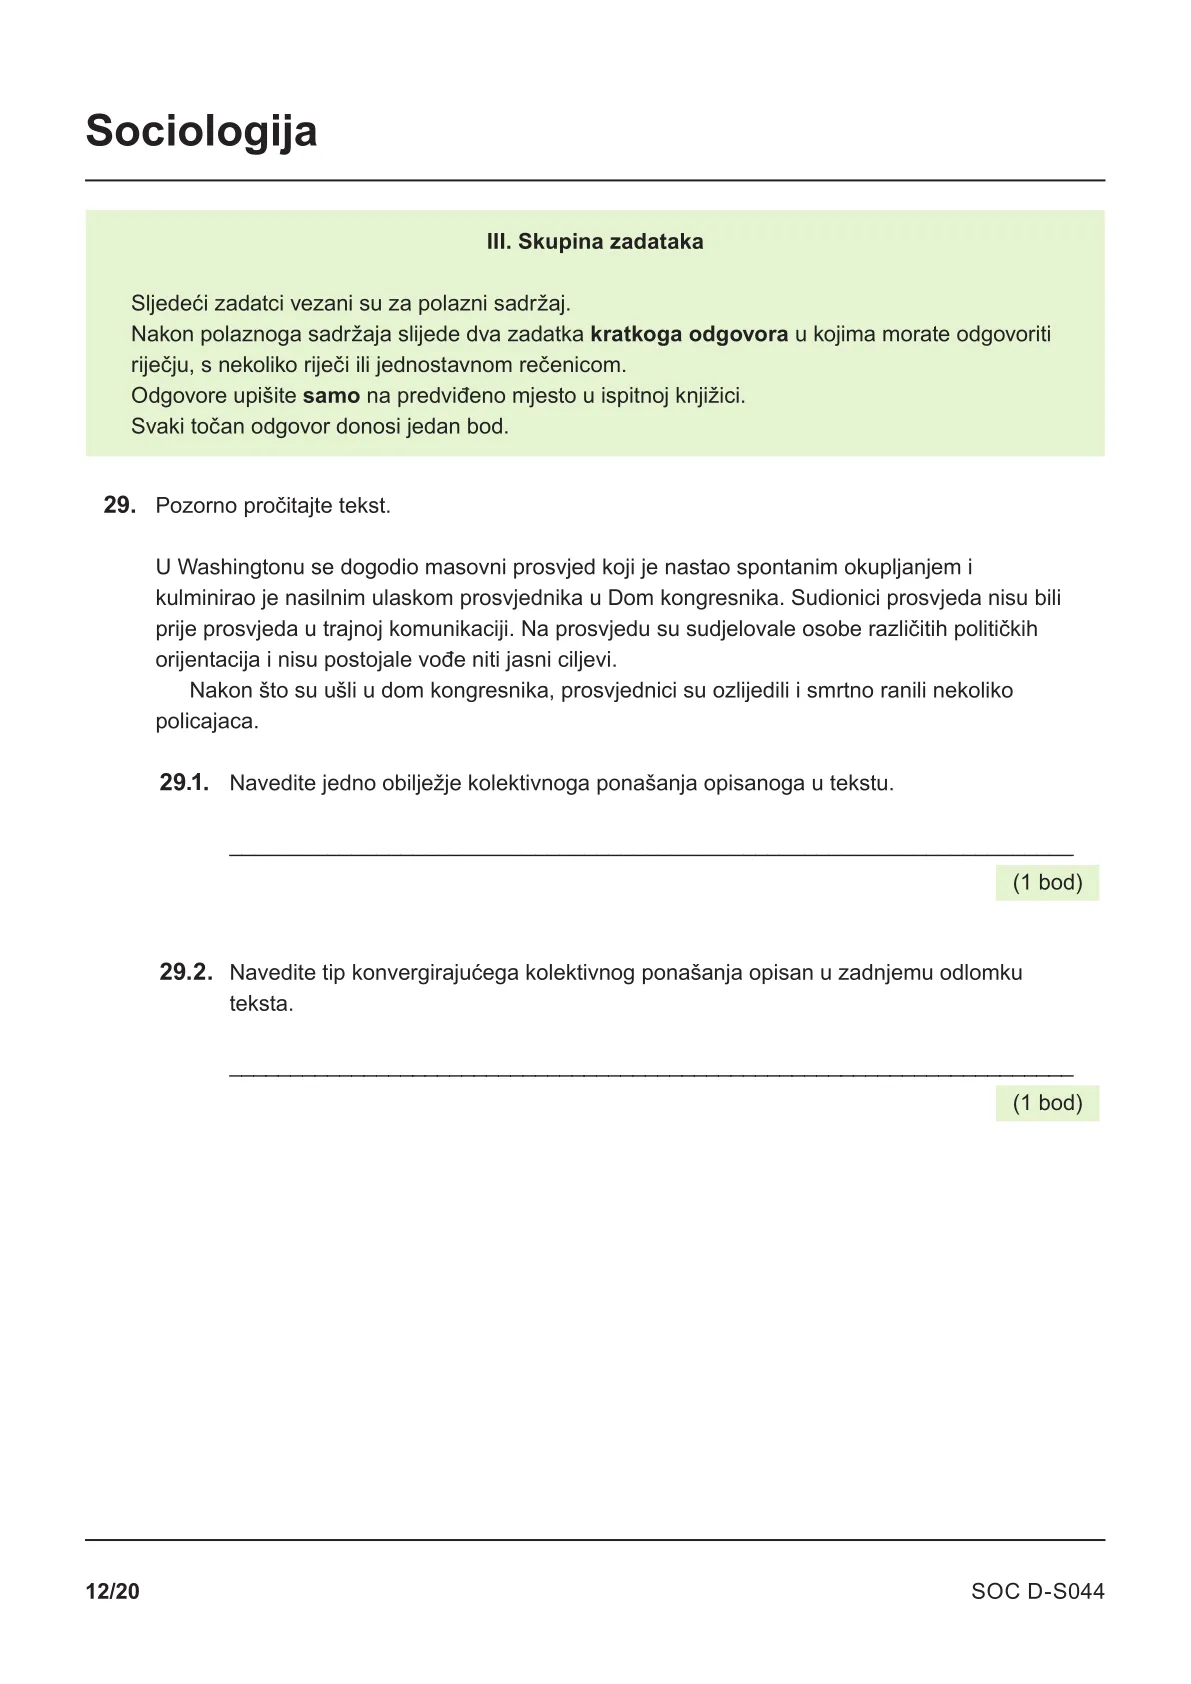 Sociologija
III. Skupina zadataka
Sljedeći zadatci vezani su za polazni sadržaj.
Nakon polaznoga sadržaja slijede dva zadatka kratkoga odgovora u kojima morate odgovoriti
riječju, s nekoliko riječi ili jednostavnom rečenicom.
Odgovore upišite samo na predviđeno mjesto u ispitnoj knjižici.
Svaki točan odgovor donosi jedan bod.
29. Pozorno pročitajte tekst.
U Washingtonu se dogodio masovni prosvjed koji je nastao spontanim okupljanjem i
kulminirao je nasilnim ulaskom prosvjednika u Dom kongresnika. Sudionici prosvjeda nisu bili
prije prosvjeda u trajnoj komunikaciji. Na prosvjedu su sudjelovale osobe različitih političkih
orijentacija i nisu postojale vođe niti jasni ciljevi.
Nakon što su ušli u dom kongresnika, prosvjednici su ozlijedili i smrtno ranili nekoliko
policajaca.
29.1. Navedite jedno obilježje kolektivnoga ponašanja opisanoga u tekstu.
(1 bod)
29.2. Navedite tip konvergirajućega kolektivnog ponašanja opisan u zadnjemu odlomku
teksta.
(1 bod)
12/20 SOC D-S044